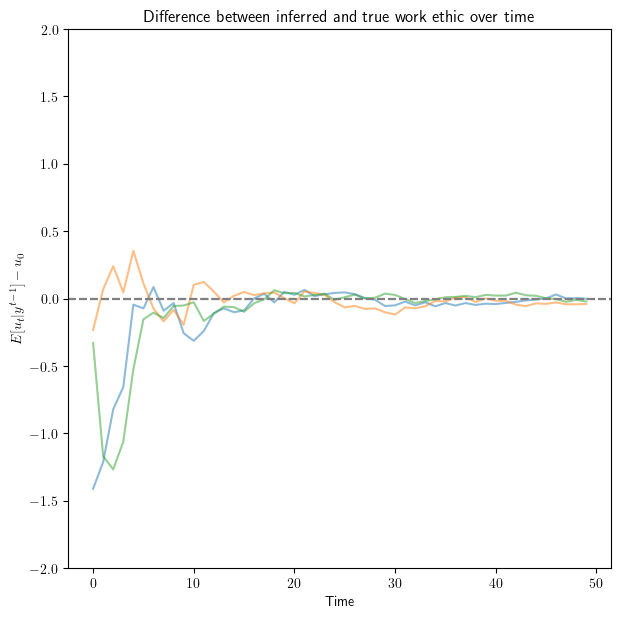 Difference between inferred and true work ethic over time
2.0
1.5
1.0
0.5
0.0
−0.5
−1.0
−1.5
−2.0
E[u_t|y^{t−1}] − u_0
0 10 20 30 40 50
Time